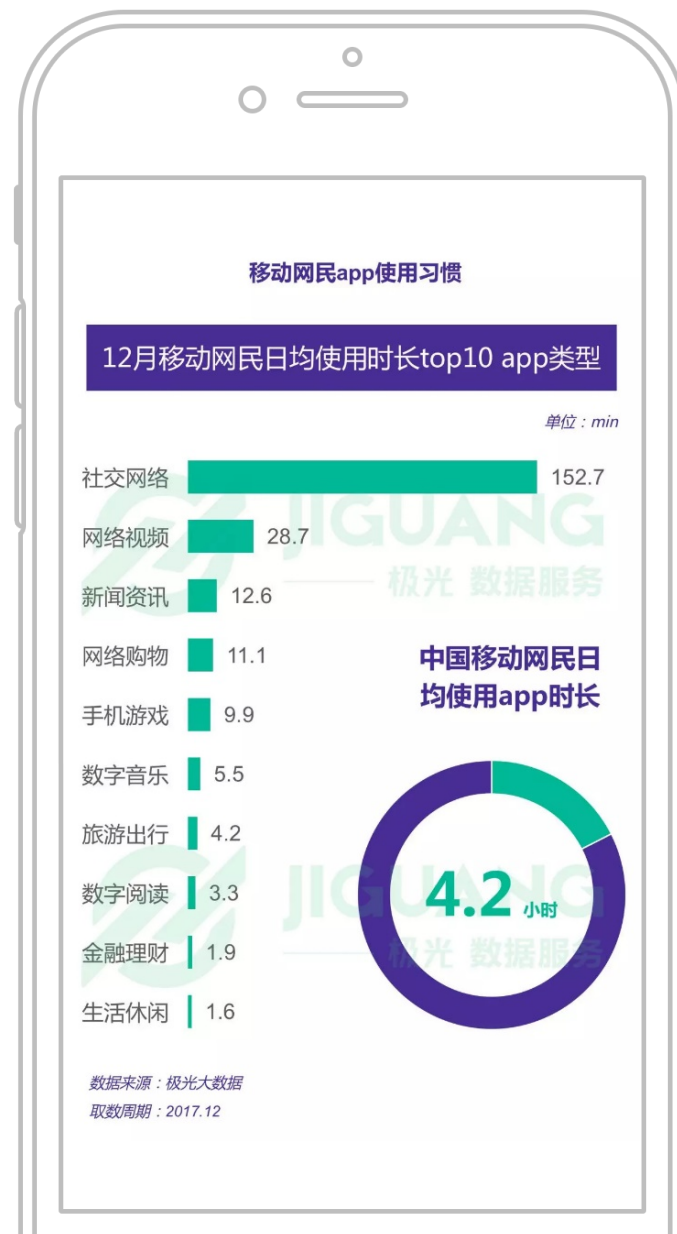 移动网民app使用习惯
12月移动网民日均使用时长top10 app类型
单位：min
社交网络 152.7
网络视频 28.7
新闻资讯 12.6
网络购物 11.1
手机游戏 9.9
数字音乐 5.5
旅游出行 4.2
数字阅读 3.3
金融理财 1.9
生活休闲 1.6
JIGUANG
极光 数据服务
中国移动网民日
均使用app时长
4.2 小时
JIGUANG
极光 数据服务
数据来源：极光大数据
取数周期：2017.12